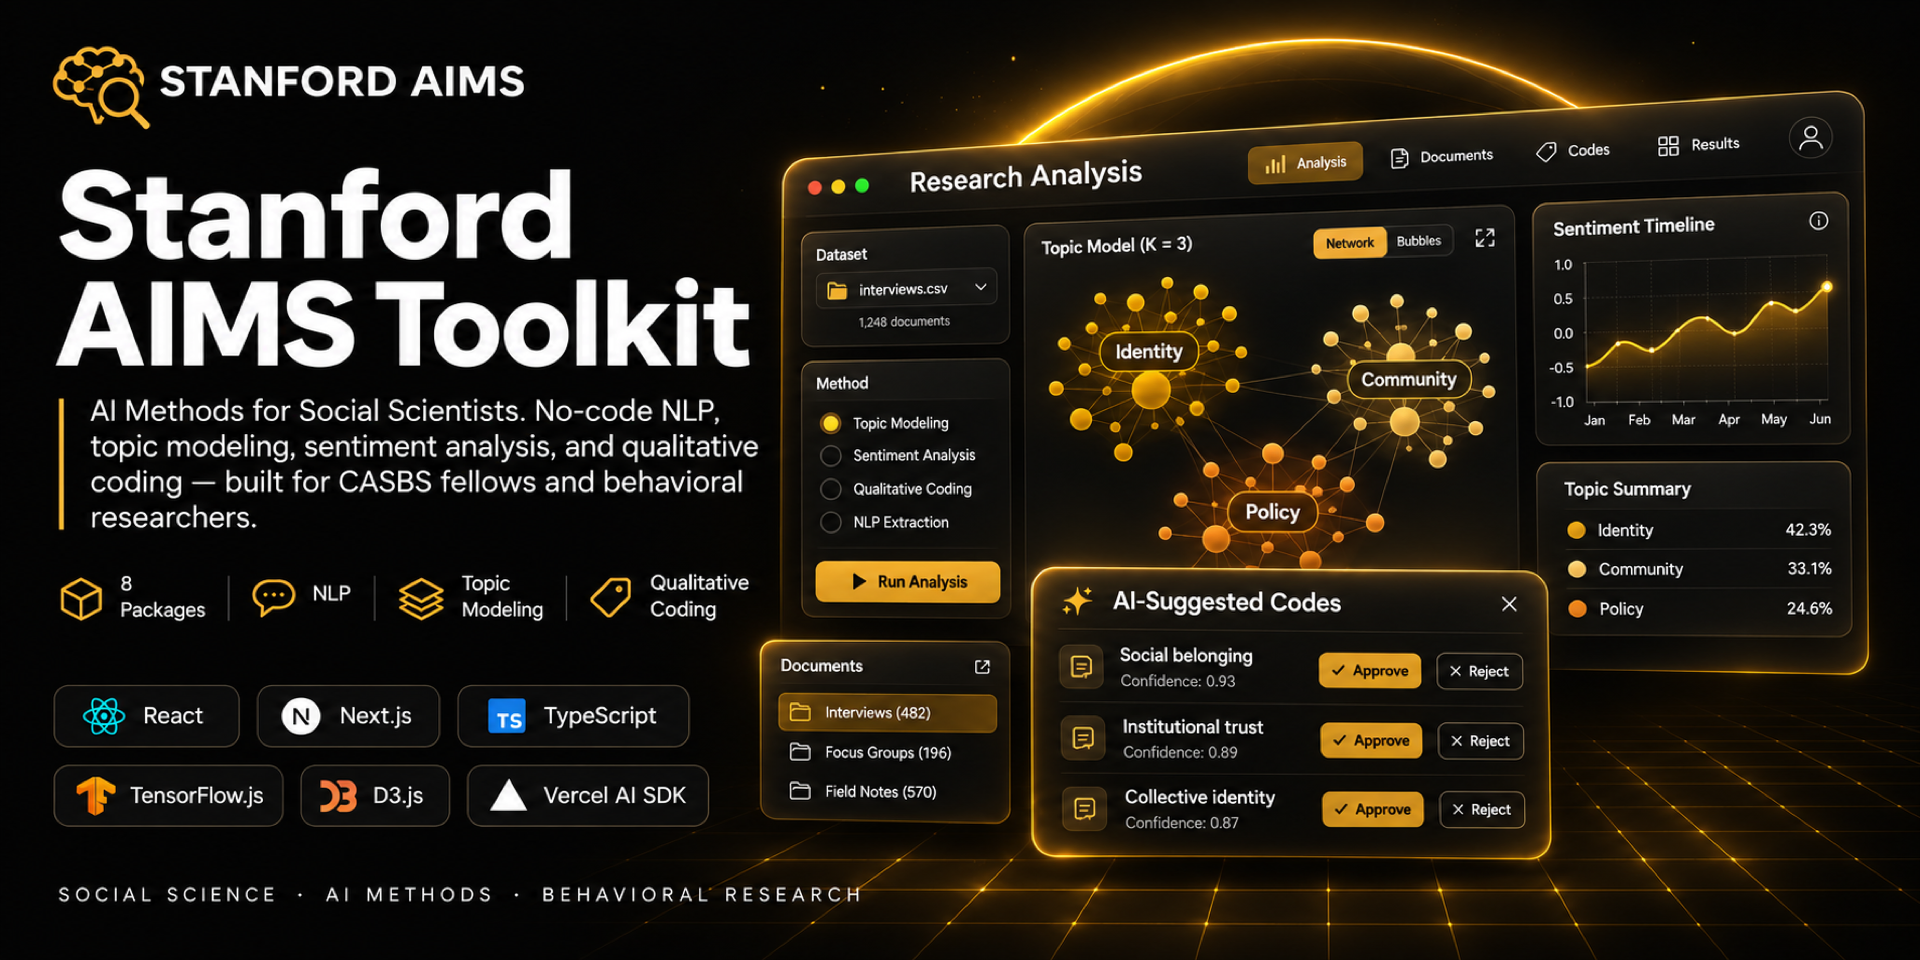 STANFORD AIMS
Stanford
AIMS Toolkit
AI Methods for Social Scientists. No-code NLP,
topic modeling, sentiment analysis, and qualitative
coding — built for CASBS fellows and behavioral
researchers.
8
Packages
NLP
Topic
Modeling
Qualitative
Coding
React
Next.js
TS TypeScript
TensorFlow.js
D3.js
Vercel AI SDK
SOCIAL SCIENCE · AI METHODS · BEHAVIORAL RESEARCH
Research Analysis
Analysis
Documents
Codes
Results
Dataset
interviews.csv
1,248 documents
Method
Topic Modeling
Sentiment Analysis
Qualitative Coding
NLP Extraction
Run Analysis
Documents
Interviews (482)
Focus Groups (196)
Field Notes (570)
Topic Model (K = 3)
Network
Bubbles
Identity
Community
Policy
AI-Suggested Codes
Social belonging
Confidence: 0.93
Approve
Reject
Institutional trust
Confidence: 0.89
Approve
Reject
Collective identity
Confidence: 0.87
Approve
Reject
Sentiment Timeline
1.0
0.5
0.0
-0.5
-1.0
Jan Feb Mar Apr May Jun
Topic Summary
Identity 42.3%
Community 33.1%
Policy 24.6%